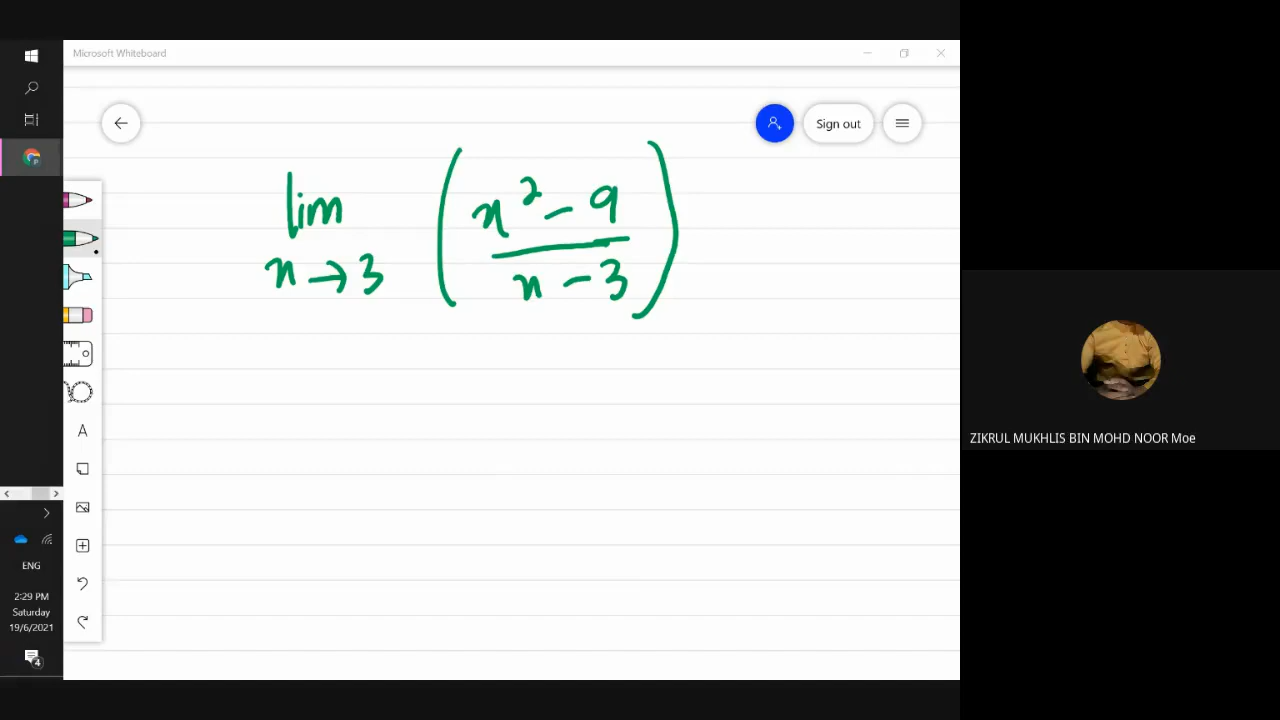 Microsoft Whiteboard
Sign out
lim
x → 3
( x² - 9
x - 3 )
A
ZIKRUL MUKHLIS BIN MOHD NOOR Moe
ENG
2:29 PM
Saturday
19/6/2021
4